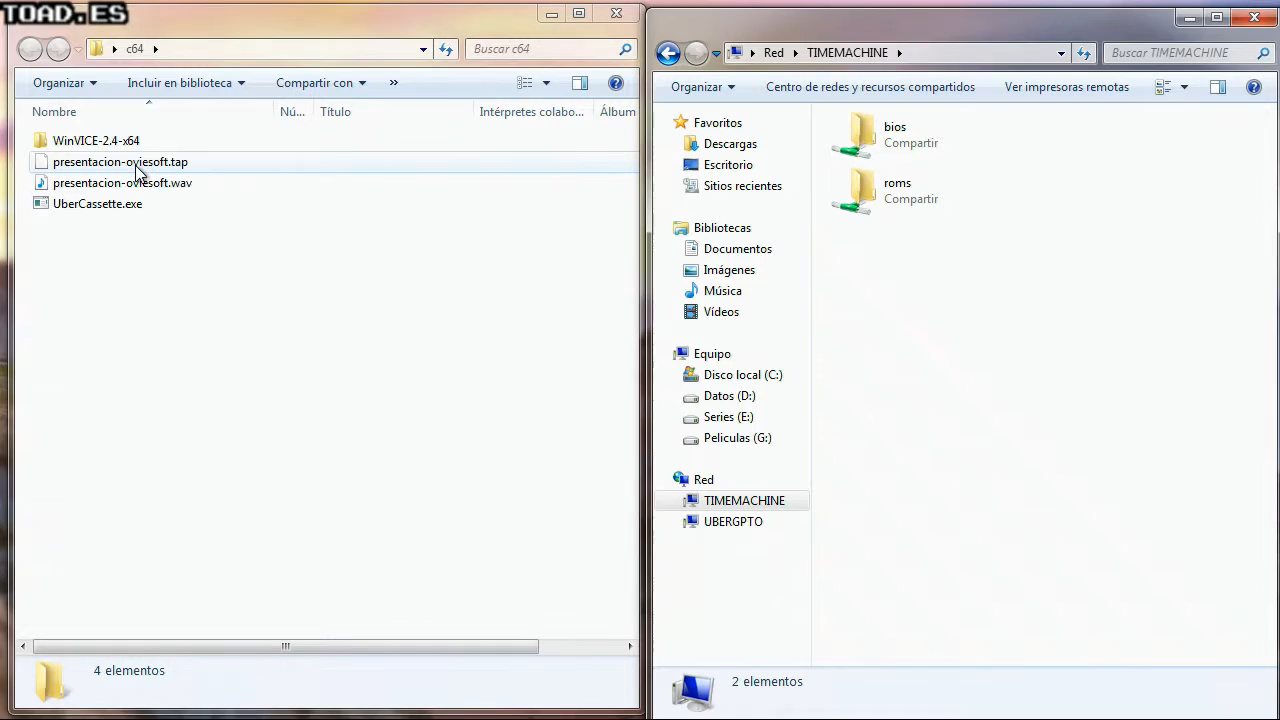 TOAD.ES
c64
Buscar c64
Organizar
Incluir en biblioteca
Compartir con
»
Nombre
Nú...
Título
Intérpretes colabo...
Álbum
WinVICE-2.4-x64
presentacion-oviesoft.tap
presentacion-oviesoft.wav
UberCassette.exe
4 elementos
Red
TIMEMACHINE
Buscar TIMEMACHINE
Organizar
Centro de redes y recursos compartidos
Ver impresoras remotas
Favoritos
Descargas
Escritorio
Sitios recientes
Bibliotecas
Documentos
Imágenes
Música
Vídeos
Equipo
Disco local (C:)
Datos (D:)
Series (E:)
Peliculas (G:)
Red
TIMEMACHINE
UBERGPTO
bios
Compartir
roms
Compartir
2 elementos